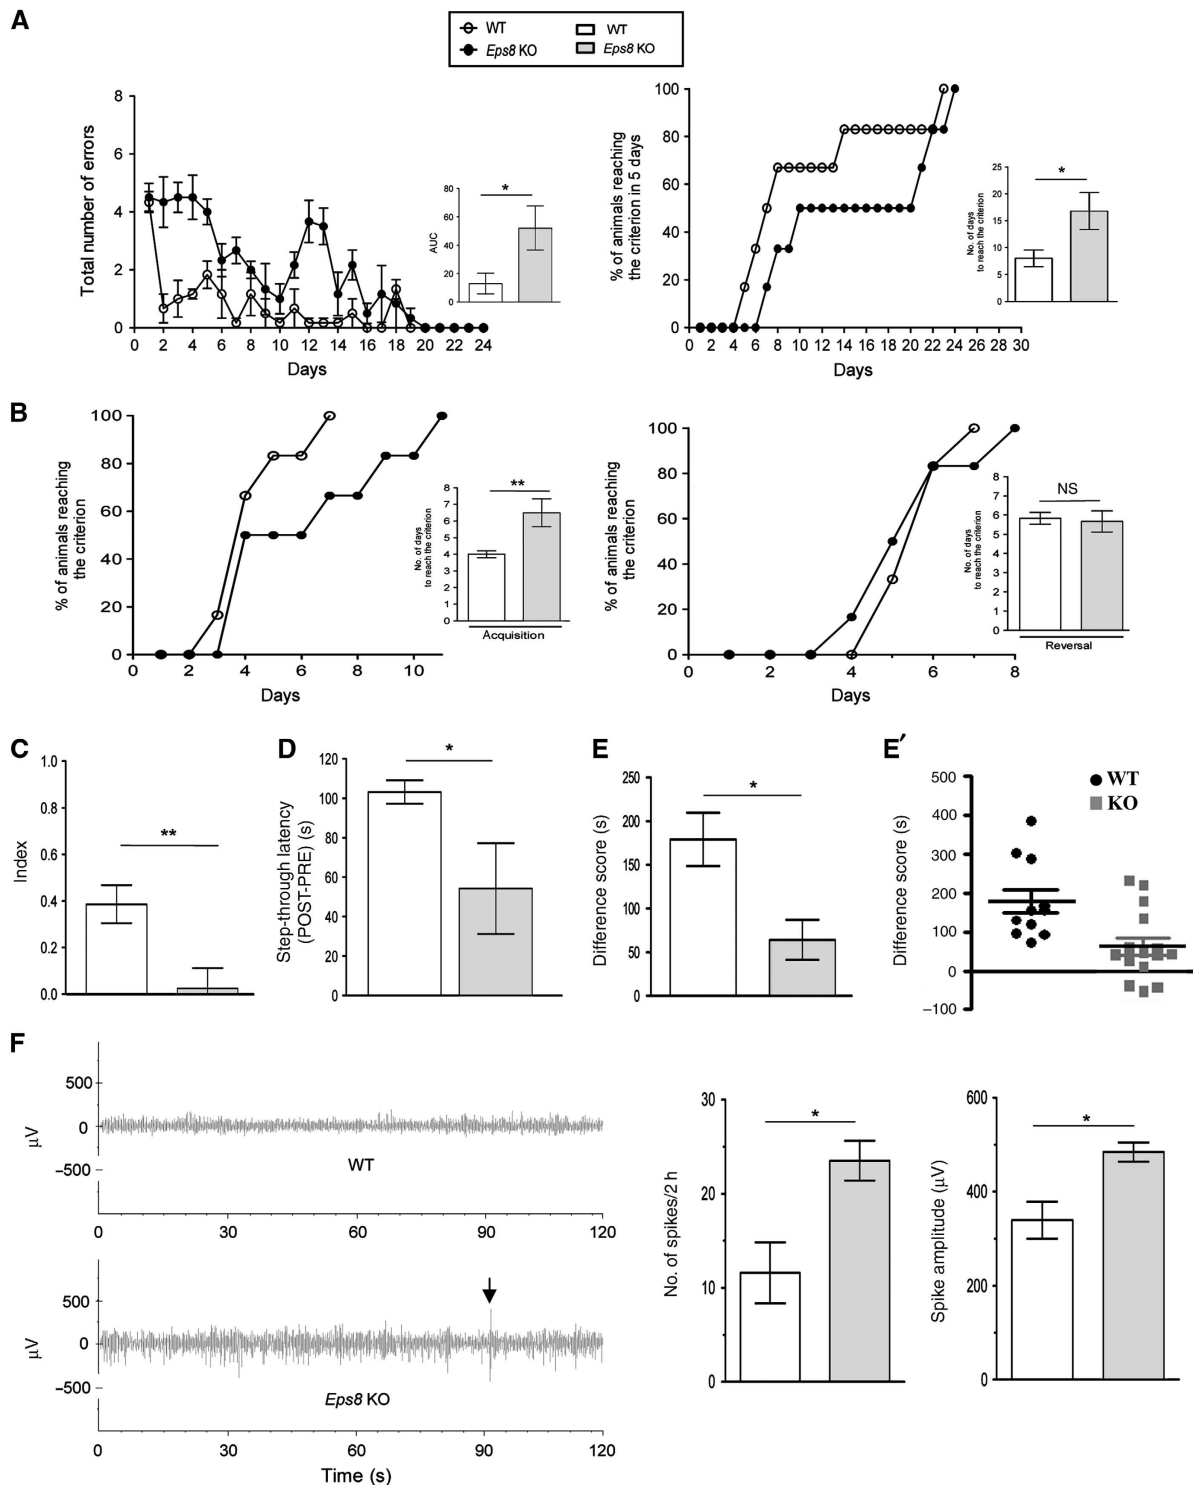 A
WT
Eps8 KO
WT
Eps8 KO
8
6
4
2
0
Total number of errors
0 2 4 6 8 10 12 14 16 18 20 22 24
Days
80
60
40
20
0
AUC
*
100
80
60
40
20
0
% of animals reaching
the criterion in 5 days
0 2 4 6 8 10 12 14 16 18 20 22 24 26 28 30
Days
25
20
15
10
5
0
No. of days
to reach the criterion
*
B
100
80
60
40
20
0
% of animals reaching
the criterion
0 2 4 6 8 10
Days
8
7
6
5
4
3
2
1
0
No. of days
to reach the criterion
**
Acquisition
100
80
60
40
20
0
% of animals reaching
the criterion
0 2 4 6 8
Days
8
7
6
5
4
3
2
1
0
No. of days
to reach the criterion
NS
Reversal
C
1.0
0.8
0.6
0.4
0.2
0.0
Index
**
D
120
100
80
60
40
20
0
Step-through latency
(POST-PRE) (s)
*
E
250
200
150
100
50
0
Difference score (s)
*
E′
500
400
300
200
100
0
–100
Difference score (s)
WT
KO
F
500
0
–500
µV
WT
0 30 60 90 120
500
0
–500
µV
Eps8 KO
0 30 60 90 120
Time (s)
30
20
10
0
No. of spikes/2 h
*
600
400
200
0
Spike amplitude (µV)
*